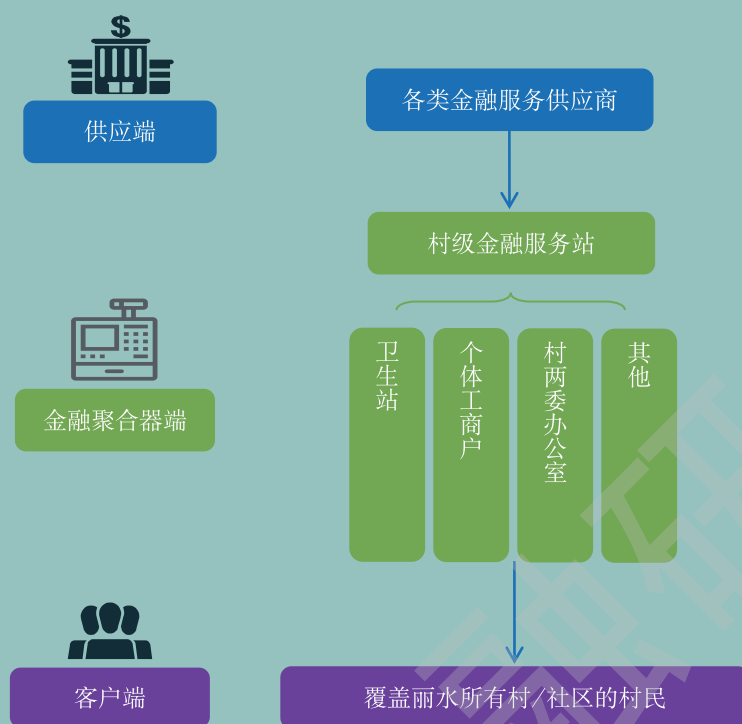 供应端
各类金融服务供应商
村级金融服务站
金融聚合器端
卫生站
个体工商户
村两委办公室
其他
客户端
覆盖丽水所有村/社区的村民